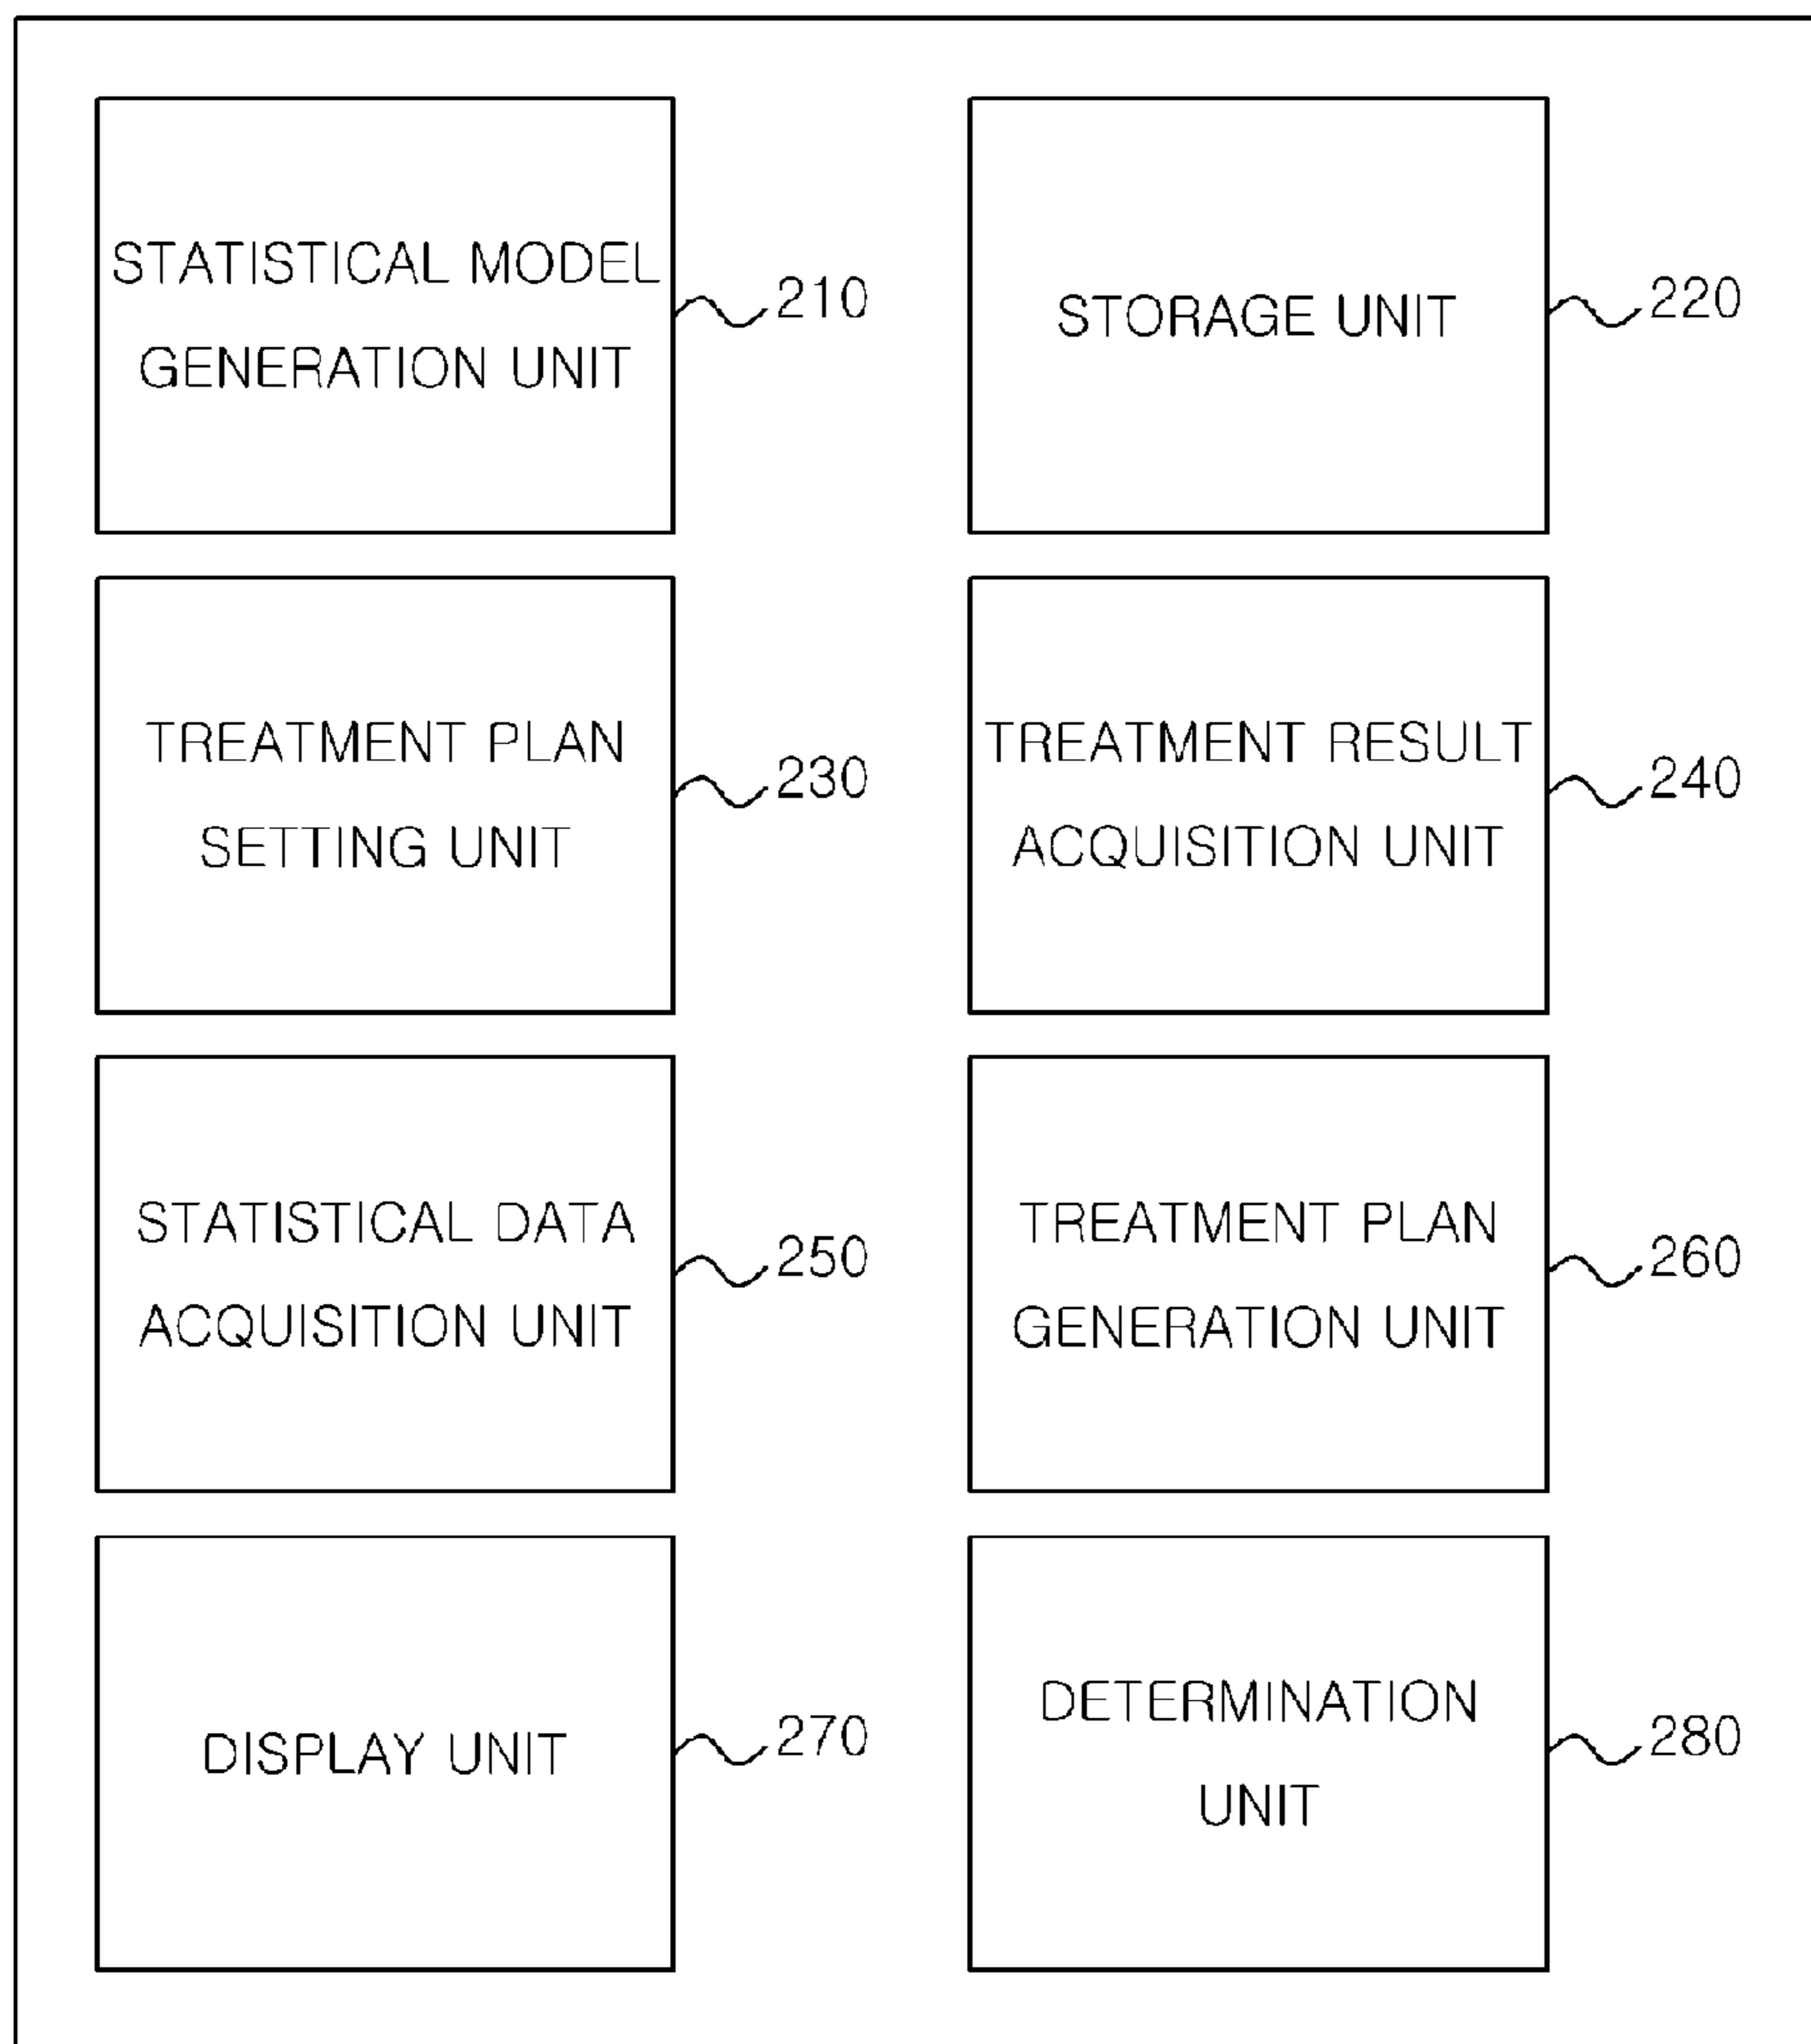 STATISTICAL MODEL
GENERATION UNIT
210
STORAGE UNIT
220
TREATMENT PLAN
SETTING UNIT
230
TREATMENT RESULT
ACQUISITION UNIT
240
STATISTICAL DATA
ACQUISITION UNIT
250
TREATMENT PLAN
GENERATION UNIT
260
DISPLAY UNIT
270
DETERMINATION
UNIT
280